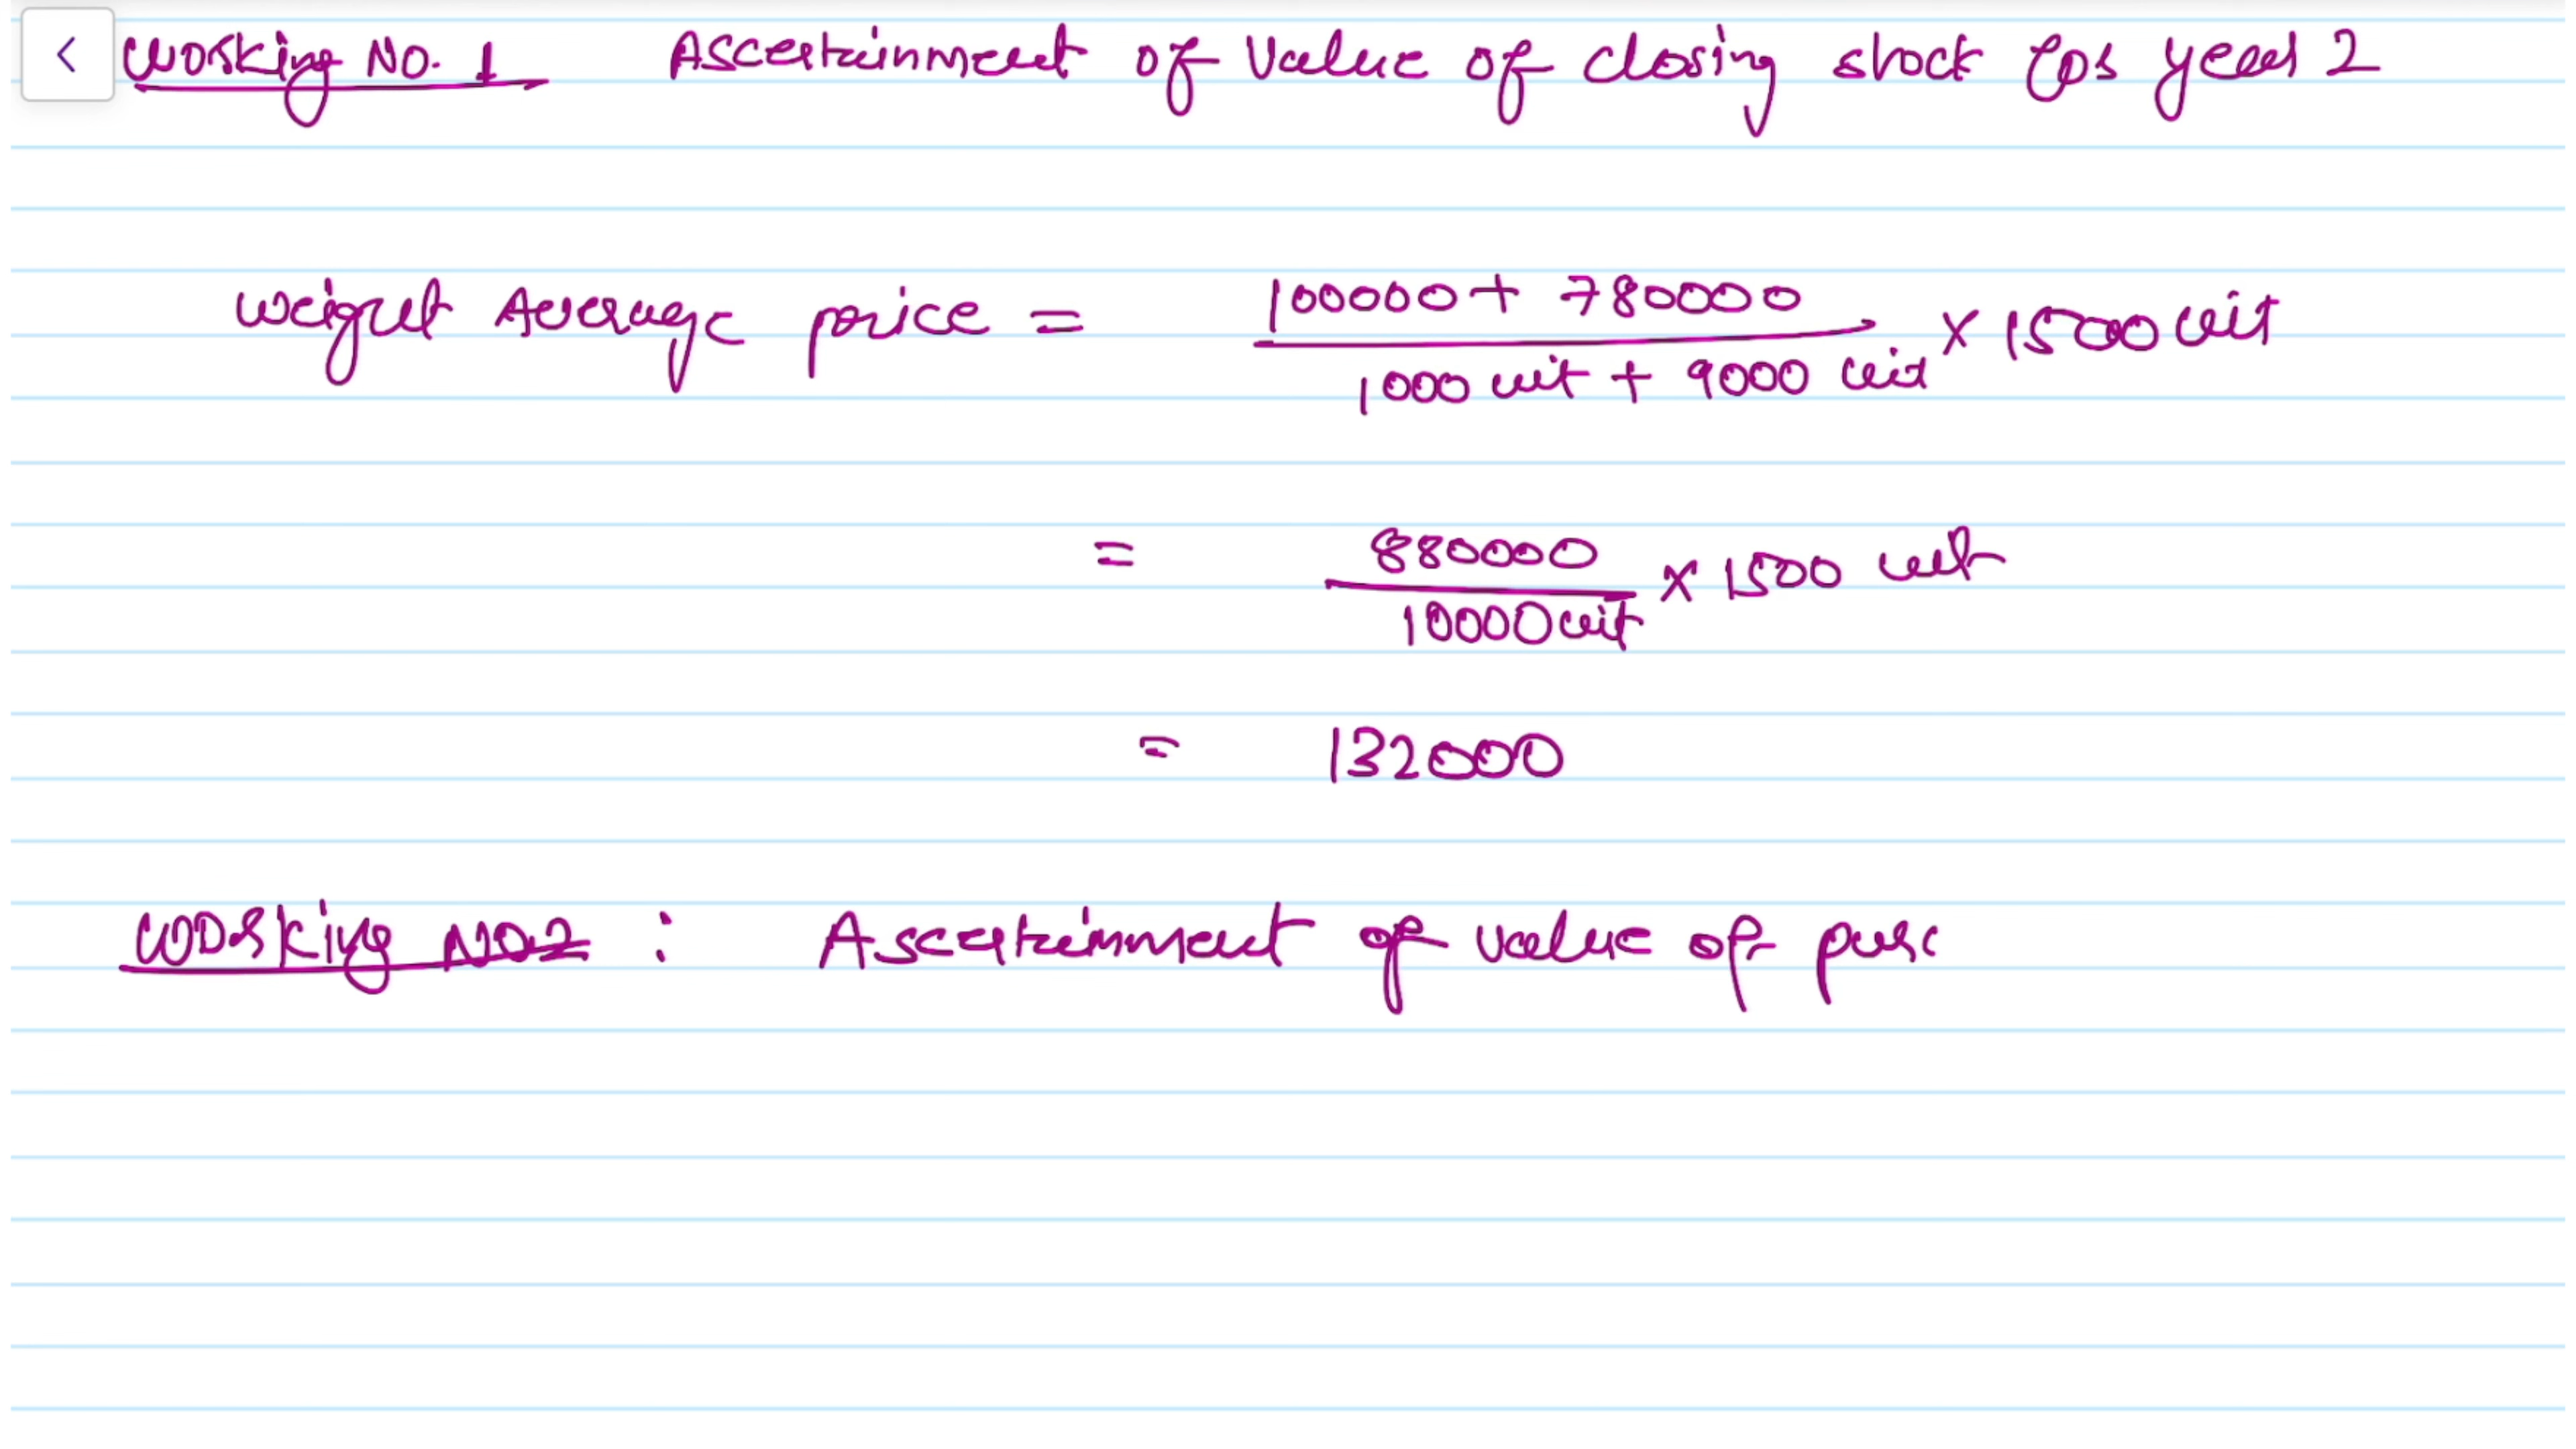 Working No. 1 Ascertainment of Value of closing stock for year 2
Weight Average price = 100000 + 780000 / 1000 unit + 9000 unit × 1500 unit
= 880000 / 10000 unit × 1500 unit
= 132000
Working No.2 : Ascertainment of value of purc